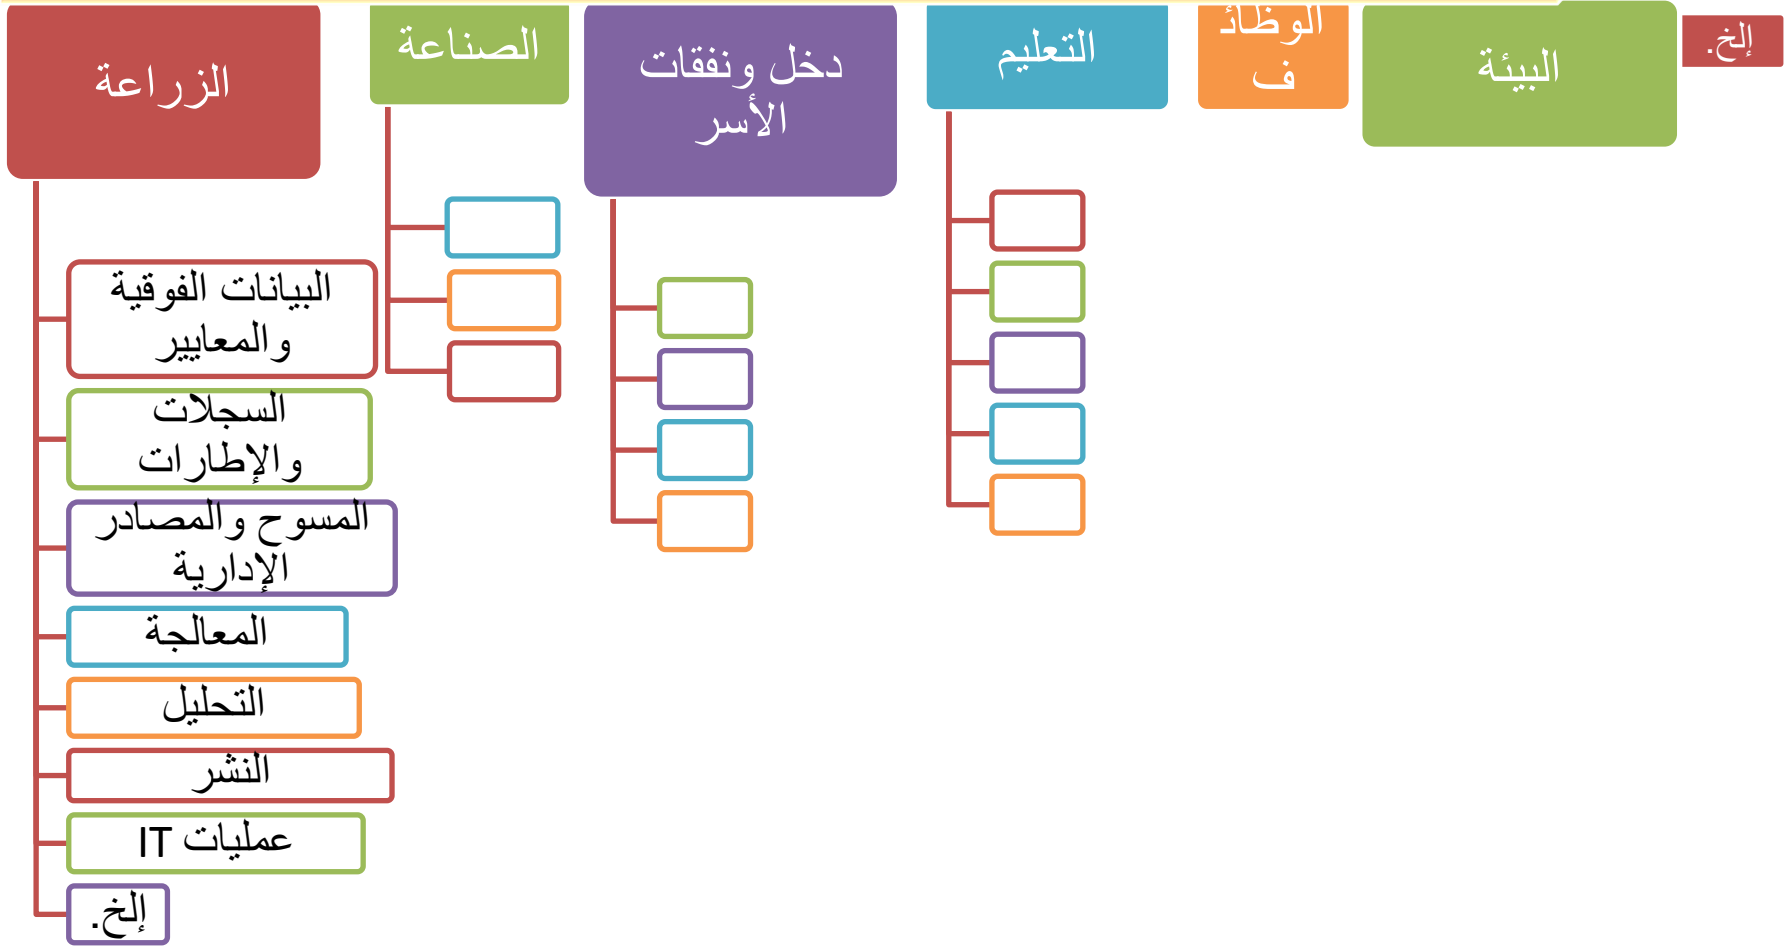 الزراعة
البيانات الفوقية
والمعايير
السجلات
والإطارات
المسوح والمصادر
الإدارية
المعالجة
التحليل
النشر
عمليات IT
إلخ.
الصناعة
دخل ونفقات
الأسر
التعليم
الوظائ
ف
البيئة
إلخ.